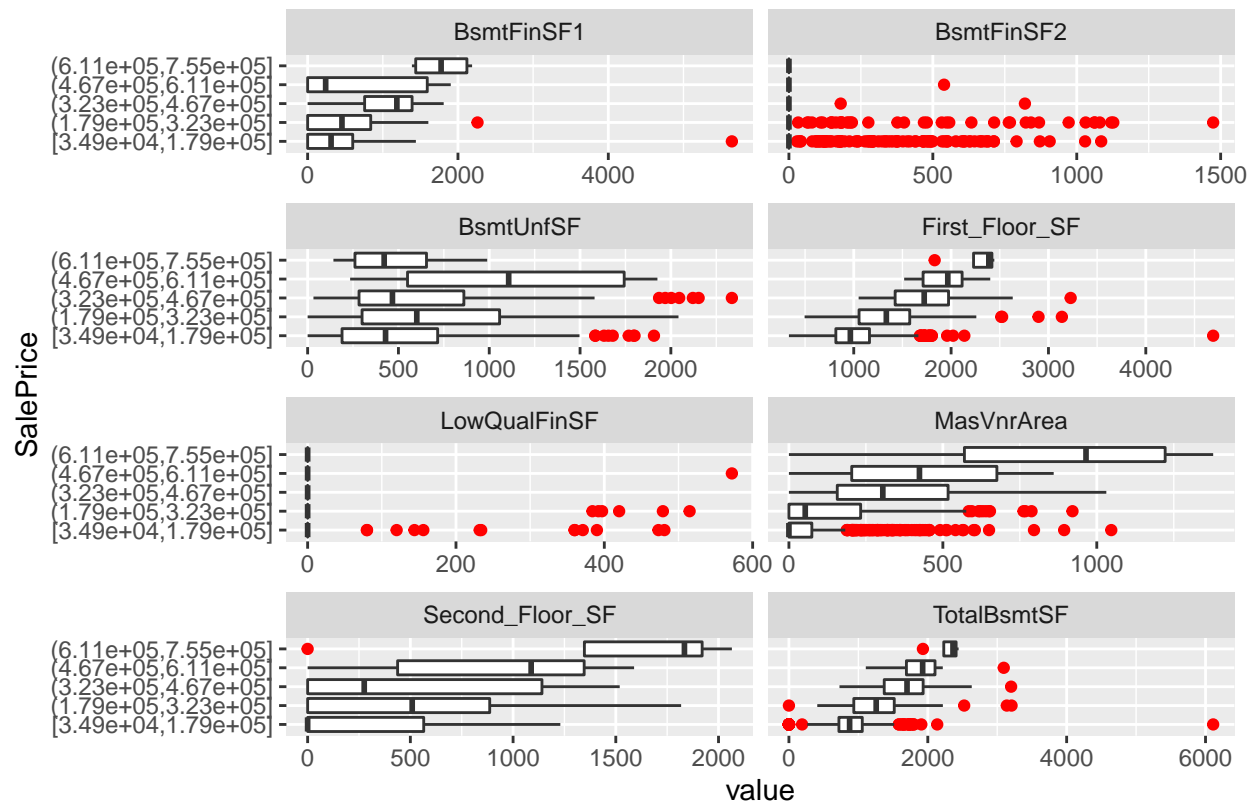 BsmtFinSF1 BsmtFinSF2
(6.11e+05,7.55e+05]
(4.67e+05,6.11e+05]
(3.23e+05,4.67e+05]
(1.79e+05,3.23e+05]
[3.49e+04,1.79e+05]
0 2000 4000 0 500 1000 1500
BsmtUnfSF First_Floor_SF
(6.11e+05,7.55e+05]
(4.67e+05,6.11e+05]
(3.23e+05,4.67e+05]
(1.79e+05,3.23e+05]
[3.49e+04,1.79e+05]
0 500 1000 1500 2000 1000 2000 3000 4000
SalePrice
LowQualFinSF MasVnrArea
(6.11e+05,7.55e+05]
(4.67e+05,6.11e+05]
(3.23e+05,4.67e+05]
(1.79e+05,3.23e+05]
[3.49e+04,1.79e+05]
0 200 400 600 0 500 1000
Second_Floor_SF TotalBsmtSF
(6.11e+05,7.55e+05]
(4.67e+05,6.11e+05]
(3.23e+05,4.67e+05]
(1.79e+05,3.23e+05]
[3.49e+04,1.79e+05]
0 500 1000 1500 2000 0 2000 4000 6000
value